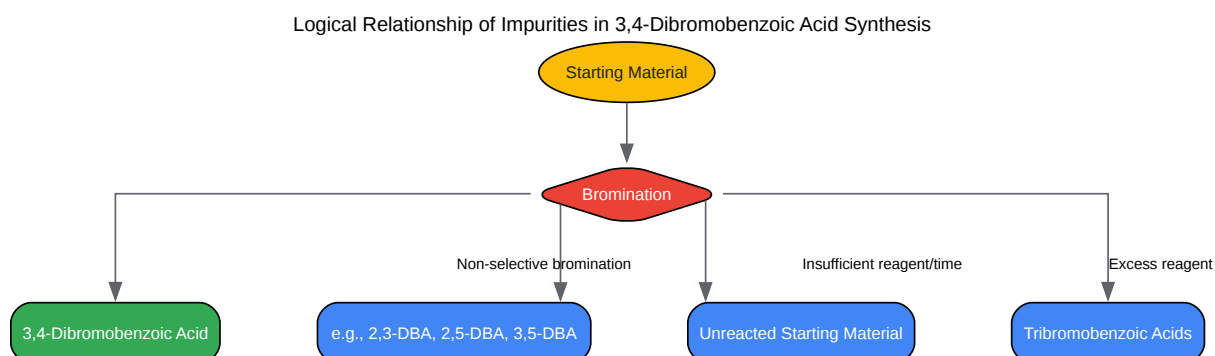 Logical Relationship of Impurities in 3,4-Dibromobenzoic Acid Synthesis
Starting Material
Bromination
Non-selective bromination
Insufficient reagent/time
Excess reagent
3,4-Dibromobenzoic Acid
e.g., 2,3-DBA, 2,5-DBA, 3,5-DBA
Unreacted Starting Material
Tribromobenzoic Acids